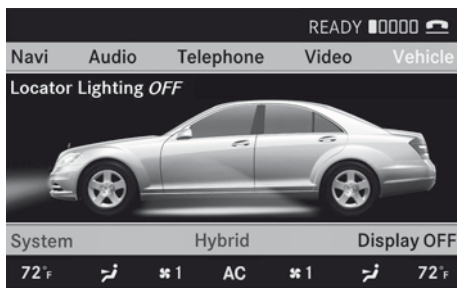 READY
Navi Audio Telephone Video Vehicle
Locator Lighting OFF
System Hybrid Display OFF
72°F 1 AC 1 72°F